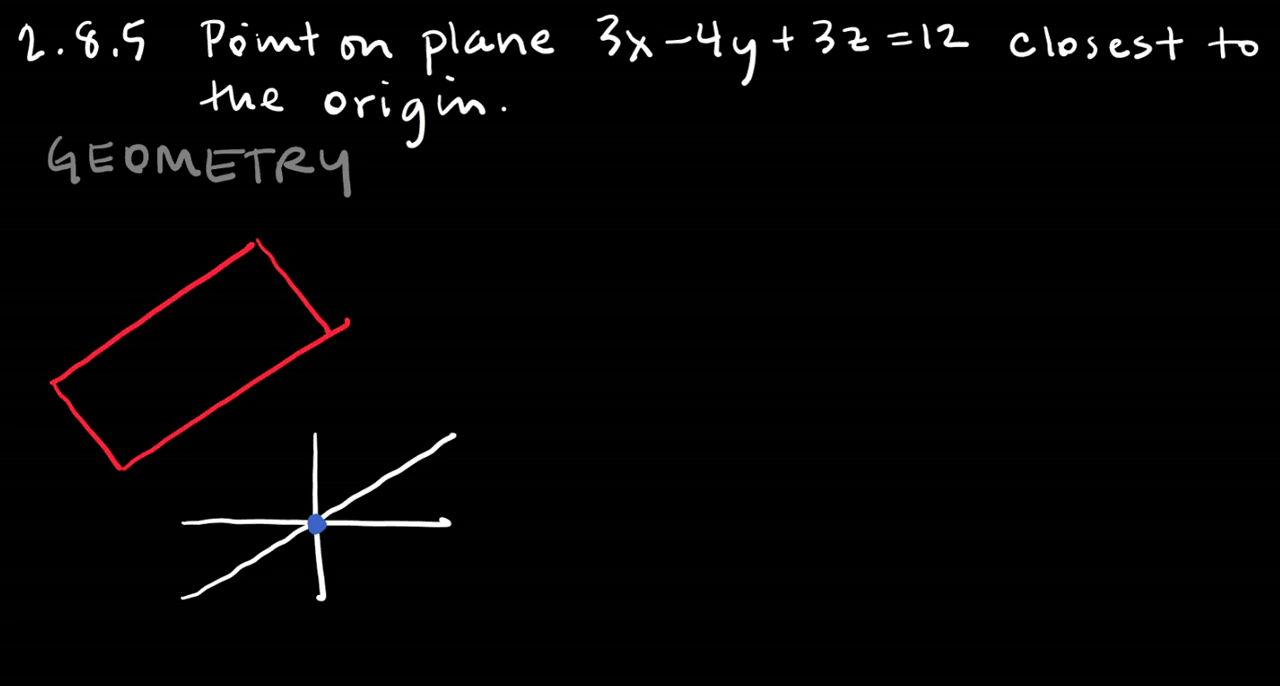 2.8.5 Point on plane 3x-4y+3z=12 closest to
the origin.
GEOMETRY